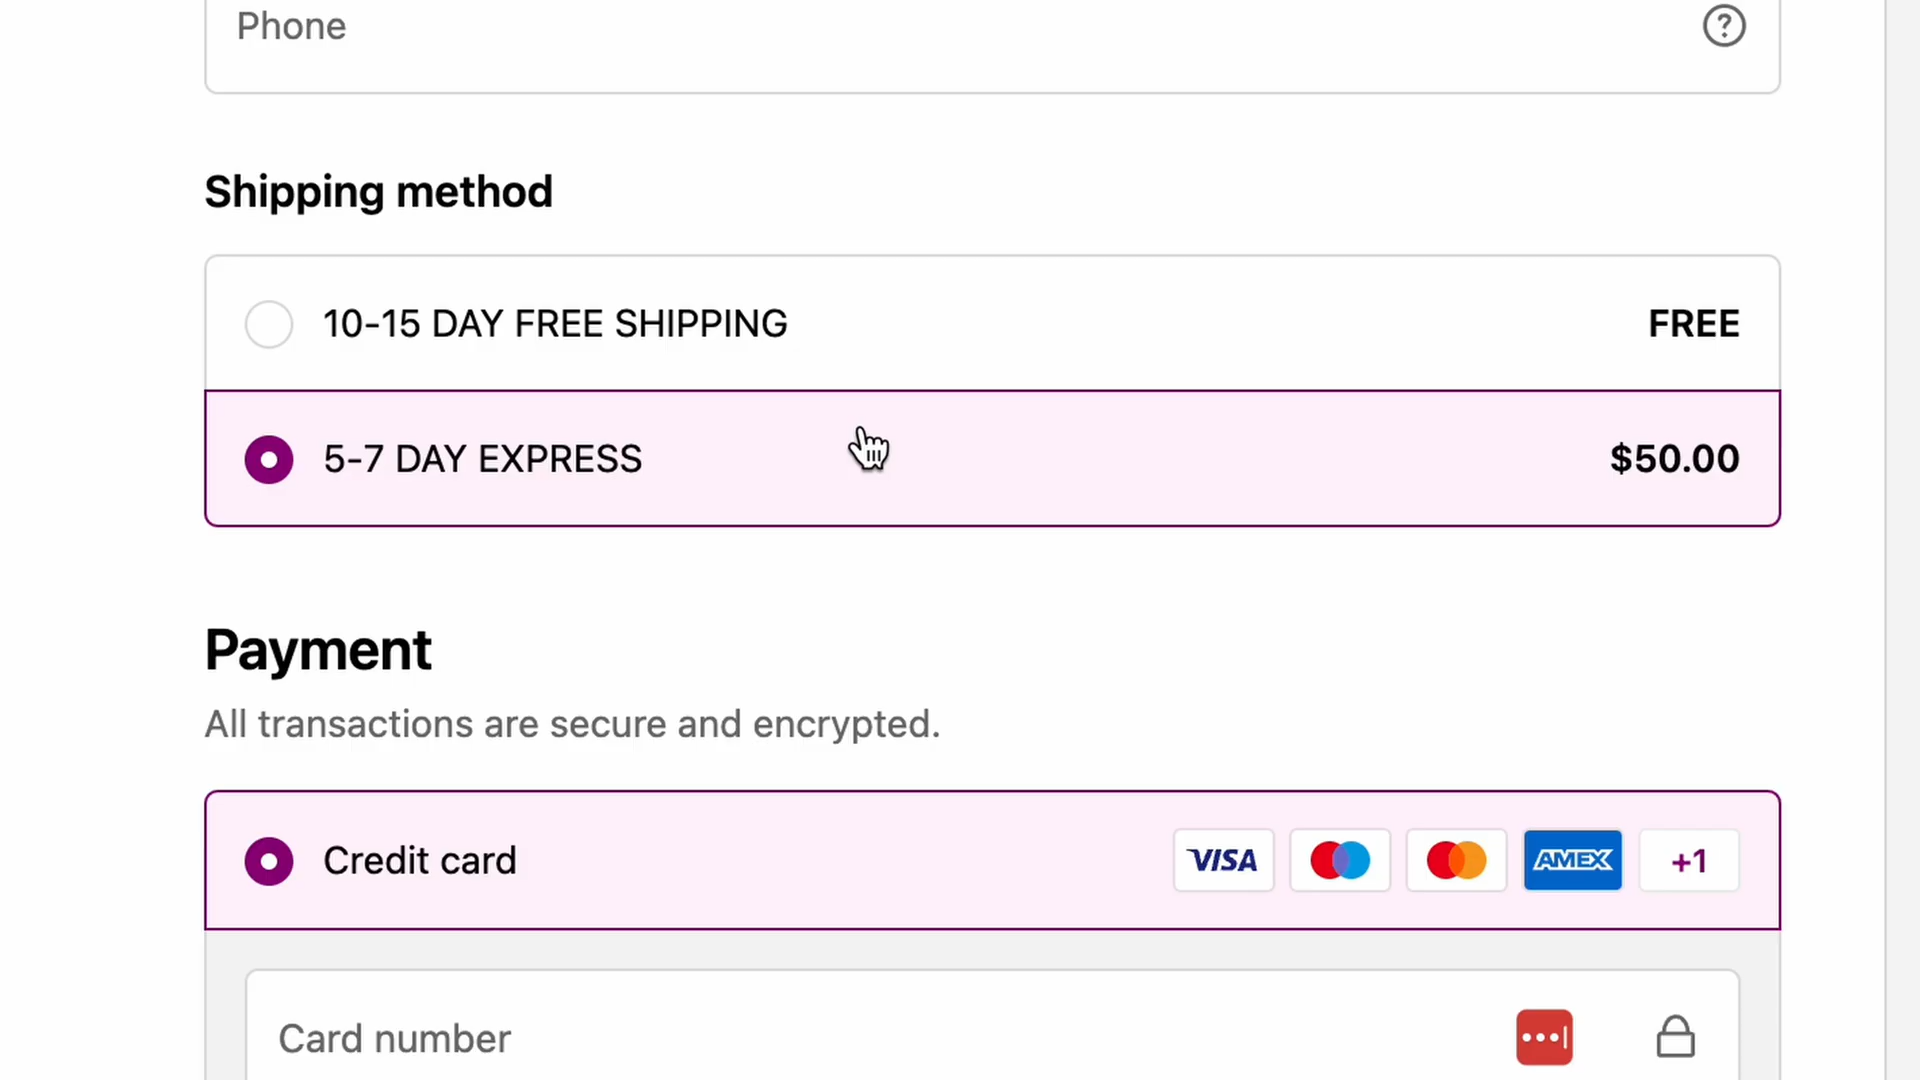 Phone
Shipping method
10-15 DAY FREE SHIPPING FREE
5-7 DAY EXPRESS $50.00
Payment
All transactions are secure and encrypted.
Credit card VISA AMEX +1
Card number